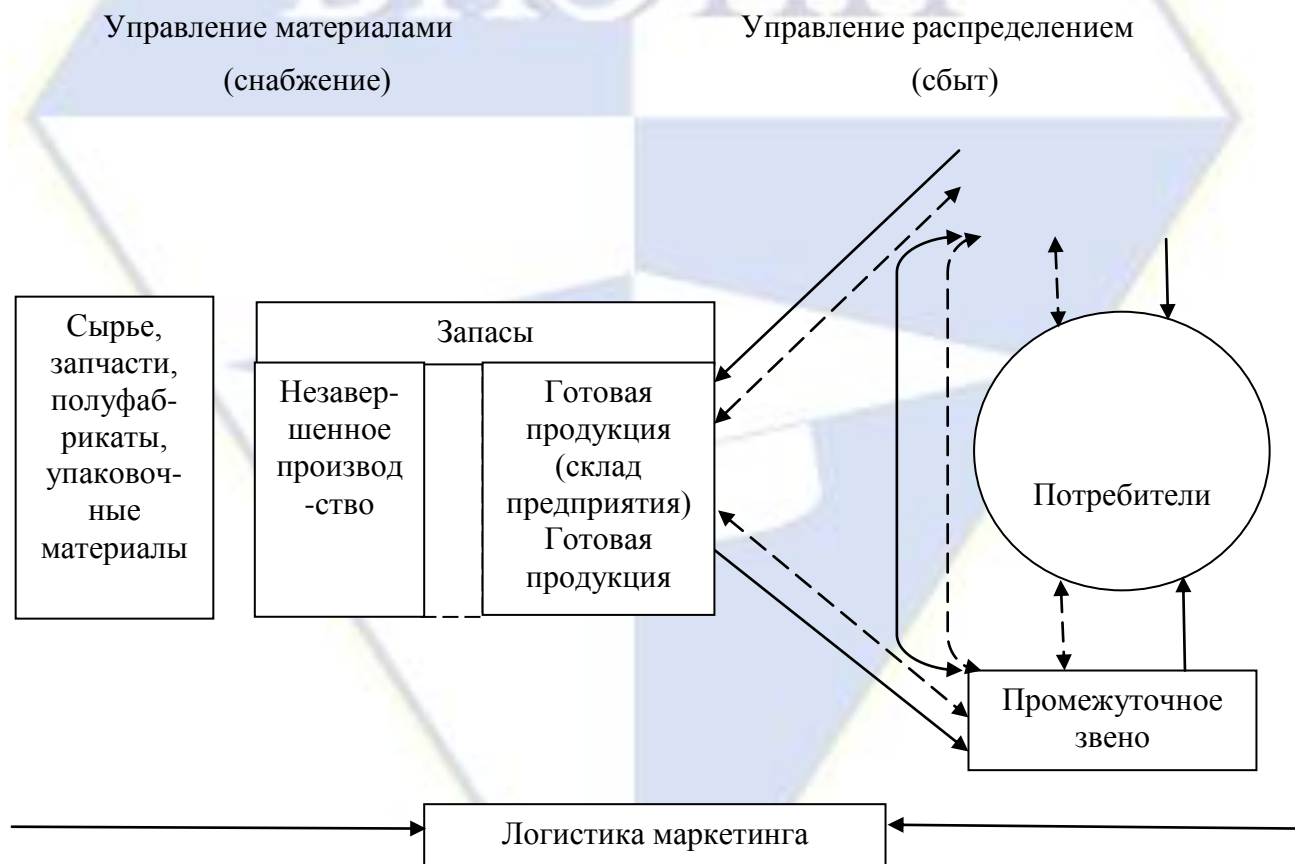 Управление материалами
(снабжение)
Управление распределением
(сбыт)
Сырье,
запчасти,
полуфаб-
рикаты,
упаковоч-
ные
материалы
Запасы
Незавер-
шенное
производ
-ство
Готовая
продукция
(склад
предприятия)
Готовая
продукция
Потребители
Промежуточное
звено
Логистика маркетинга